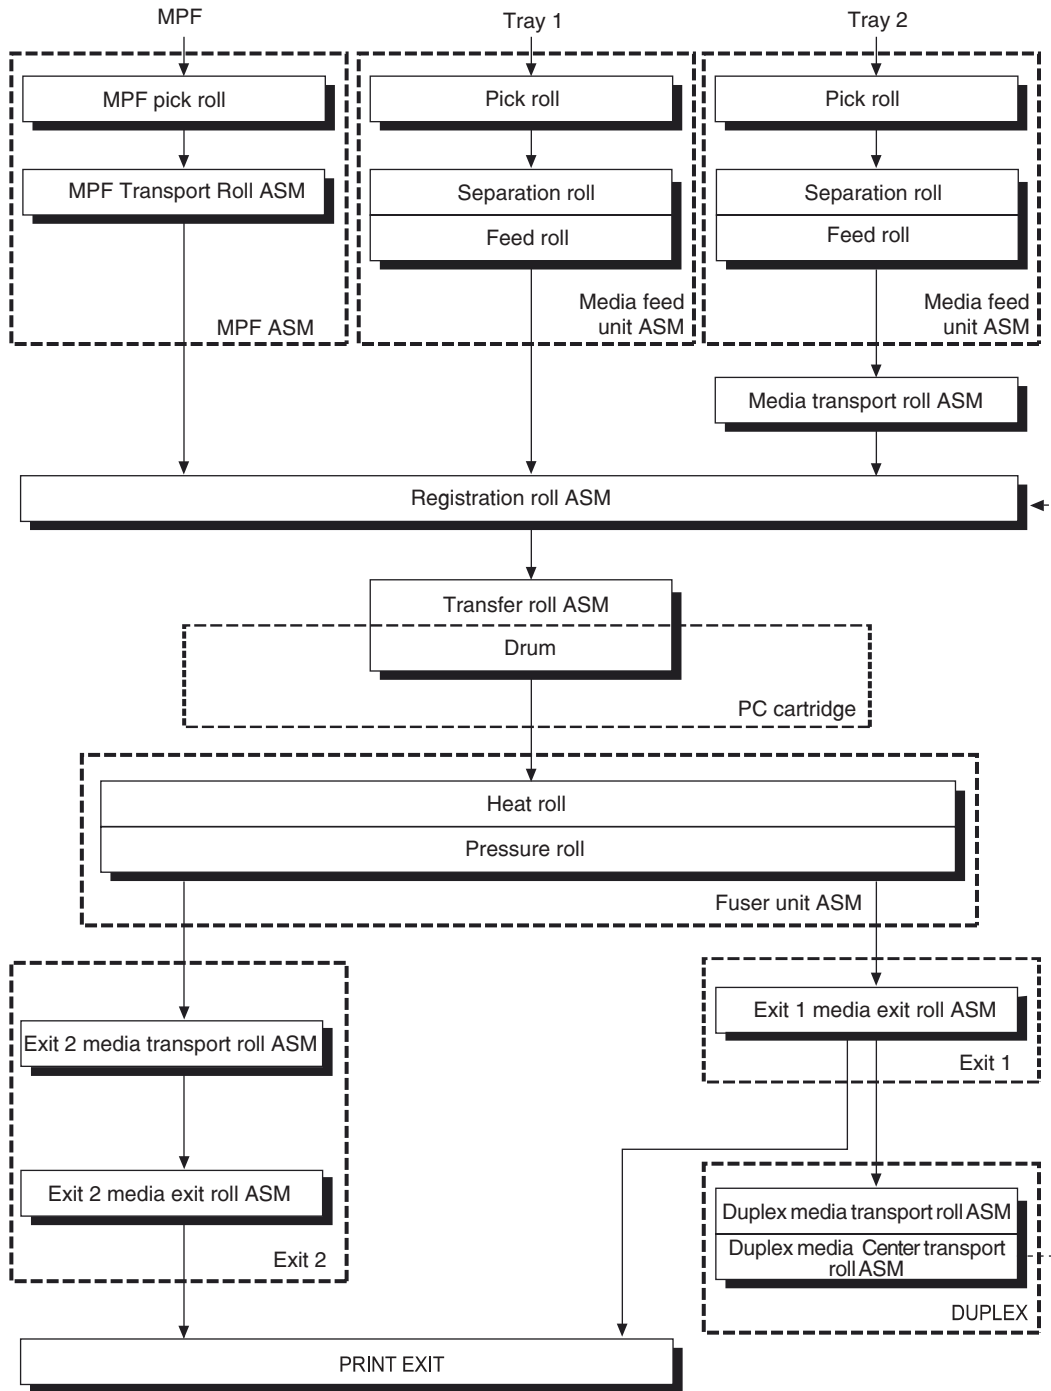 MPF
Tray 1
Tray 2
MPF pick roll
Pick roll
Pick roll
MPF Transport Roll ASM
Separation roll
Feed roll
Separation roll
Feed roll
MPF ASM
Media feed
unit ASM
Media feed
unit ASM
Media transport roll ASM
Registration roll ASM
Transfer roll ASM
Drum
PC cartridge
Heat roll
Pressure roll
Fuser unit ASM
Exit 1 media exit roll ASM
Exit 1
Exit 2 media transport roll ASM
Exit 2 media exit roll ASM
Exit 2
Duplex media transport roll ASM
Duplex media Center transport
roll ASM
DUPLEX
PRINT EXIT